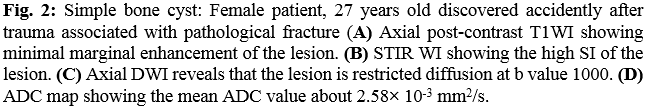 Fig. 2: Simple bone cyst: Female patient, 27 years old discovered accidently after
trauma associated with pathological fracture (A) Axial post-contrast T1WI showing
minimal marginal enhancement of the lesion. (B) STIR WI showing the high SI of the
lesion. (C) Axial DWI reveals that the lesion is restricted diffusion at b value 1000. (D)
ADC map showing the mean ADC value about 2.58× 10⁻³ mm²/s.